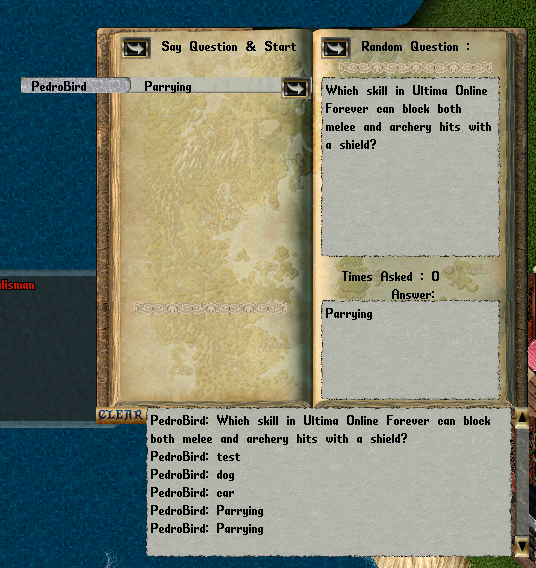 Say Question & Start
Random Question :
PedroBird
Parrying
Which skill in Ultima Online
Forever can block both
melee and archery hits with
a shield?
Times Asked : 0
Answer:
Parrying
lisman
CLEAR
PedroBird: Which skill in Ultima Online Forever can block
both melee and archery hits with a shield?
PedroBird: test
PedroBird: dog
PedroBird: car
PedroBird: Parrying
PedroBird: Parrying